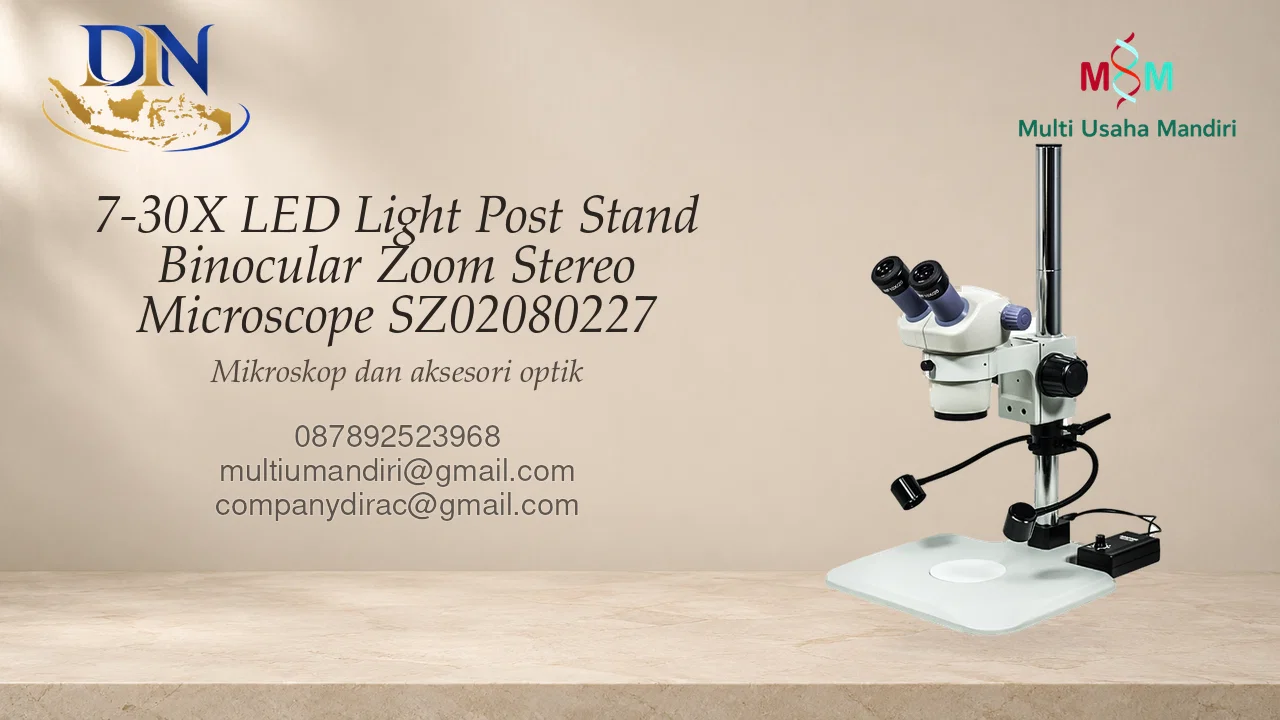 DN
M M
Multi Usaha Mandiri
7-30X LED Light Post Stand
Binocular Zoom Stereo
Microscope SZ02080227
Mikroskop dan aksesori optik
087892523968
multiumandiri@gmail.com
companydirac@gmail.com